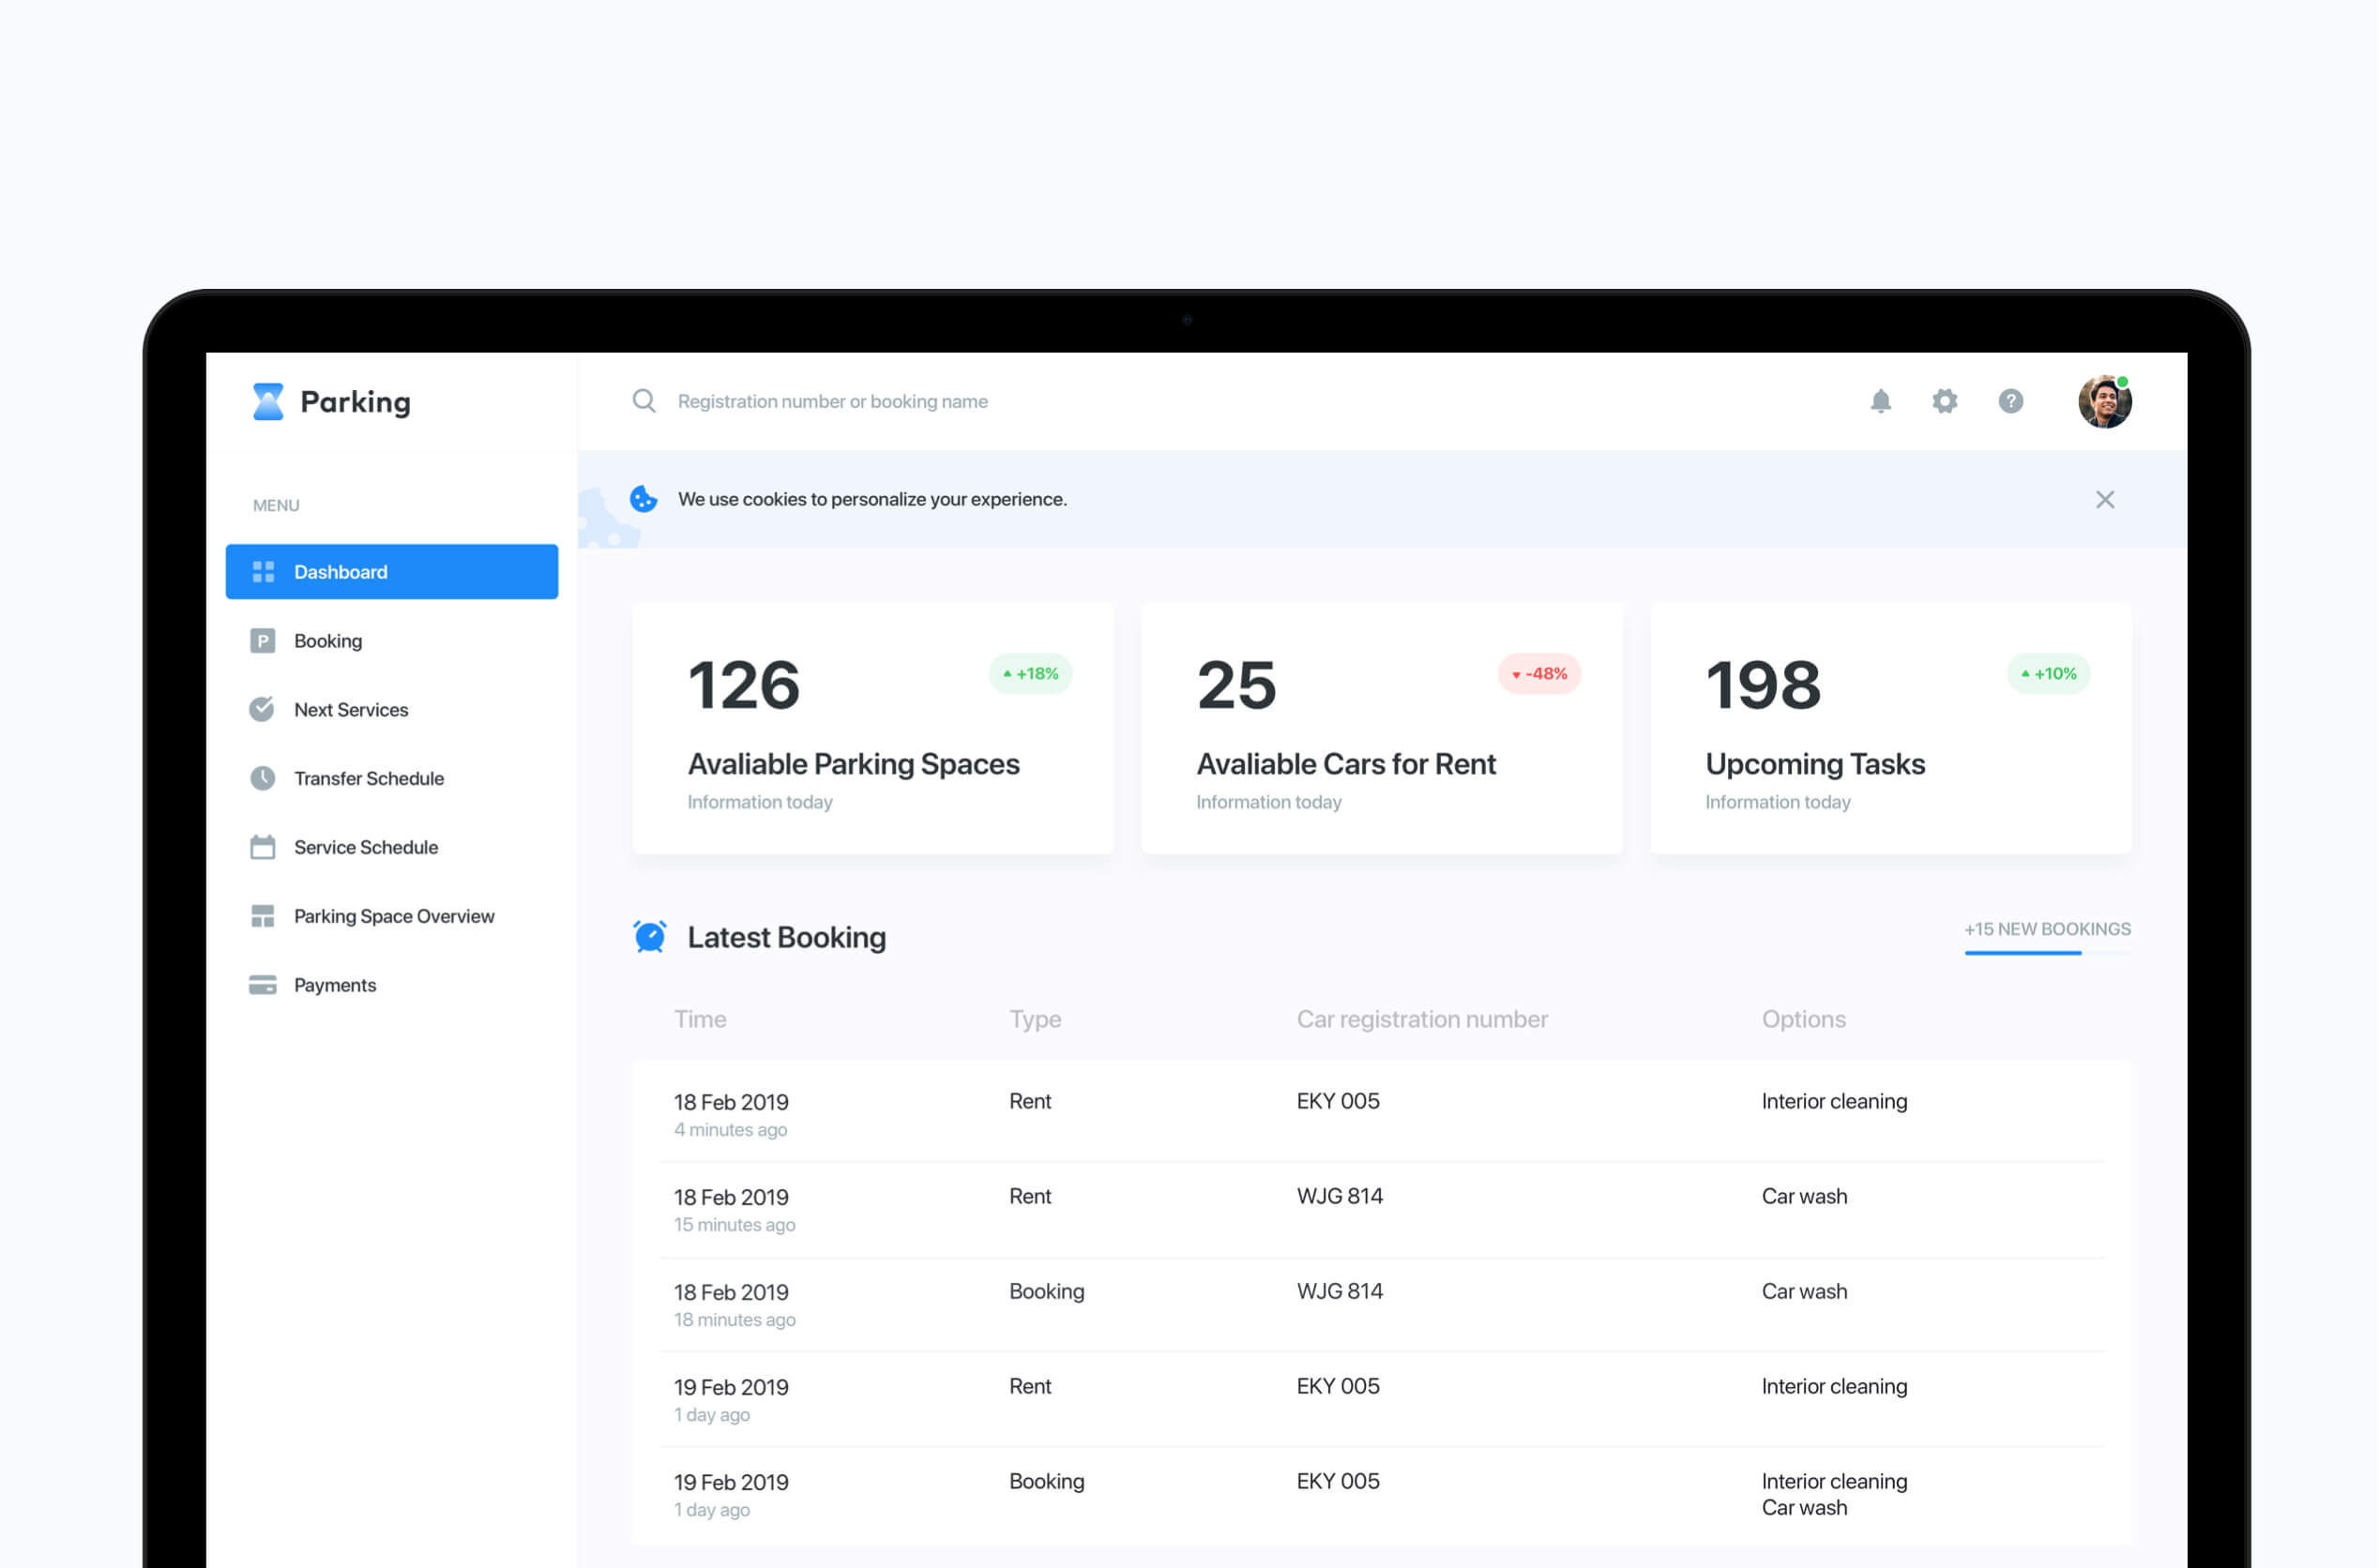 Parking
Registration number or booking name
MENU
We use cookies to personalize your experience.
Dashboard
P Booking
Next Services
Transfer Schedule
Service Schedule
Parking Space Overview
Payments
126
+18%
Avaliable Parking Spaces
Information today
25
-48%
Avaliable Cars for Rent
Information today
198
+10%
Upcoming Tasks
Information today
Latest Booking
+15 NEW BOOKINGS
Time Type Car registration number Options
18 Feb 2019 Rent EKY 005 Interior cleaning
4 minutes ago
18 Feb 2019 Rent WJG 814 Car wash
15 minutes ago
18 Feb 2019 Booking WJG 814 Car wash
18 minutes ago
19 Feb 2019 Rent EKY 005 Interior cleaning
1 day ago
19 Feb 2019 Booking EKY 005 Interior cleaning
1 day ago Car wash